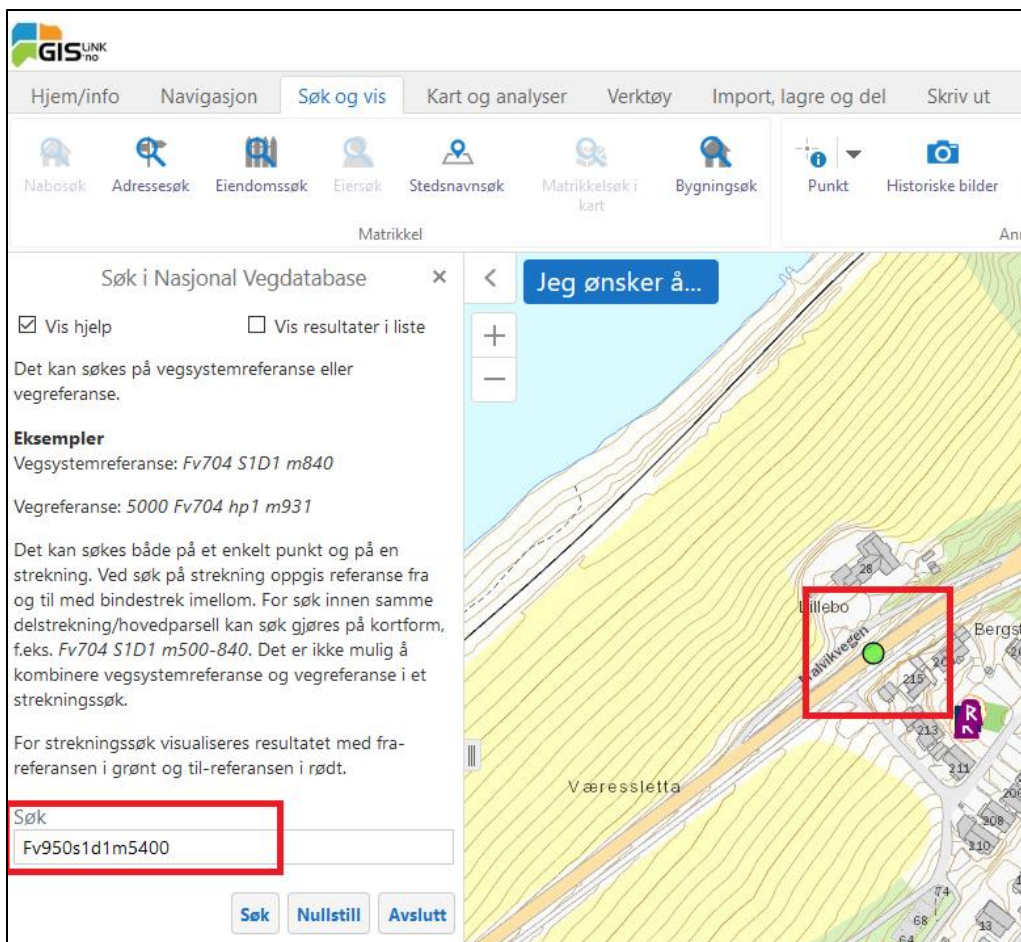 GIS LINK .no
Hjem/info Navigasjon Søk og vis Kart og analyser Verktøy Import, lagre og del Skriv ut
Nabosøk Adressesøk Eiendomssøk Eiersøk Stedsnavnsøk Matrikkelsøk i kart Bygningsøk Punkt Historiske bilder
Matrikkel
Søk i Nasjonal Vegdatabase ×
Vis hjelp Vis resultater i liste
Det kan søkes på vegsystemreferanse eller
vegreferanse.
Eksempler
Vegsystemreferanse: Fv704 S1D1 m840
Vegreferanse: 5000 Fv704 hp1 m931
Det kan søkes både på et enkelt punkt og på en
strekning. Ved søk på strekning oppgis referanse fra
og til med bindestrek imellom. For søk innen samme
delstrekning/hovedparsell kan søk gjøres på kortform,
f.eks. Fv704 S1D1 m500-840. Det er ikke mulig å
kombinere vegsystemreferanse og vegreferanse i et
strekningssøk.
For strekningssøk visualiseres resultatet med fra-
referansen i grønt og til-referansen i rødt.
Søk
Fv950s1d1m5400
Søk Nullstill Avslutt
Jeg ønsker å...
+
−
28
Lillebo
215
213
R
211
Væressletta
208
210
74
68
13
64